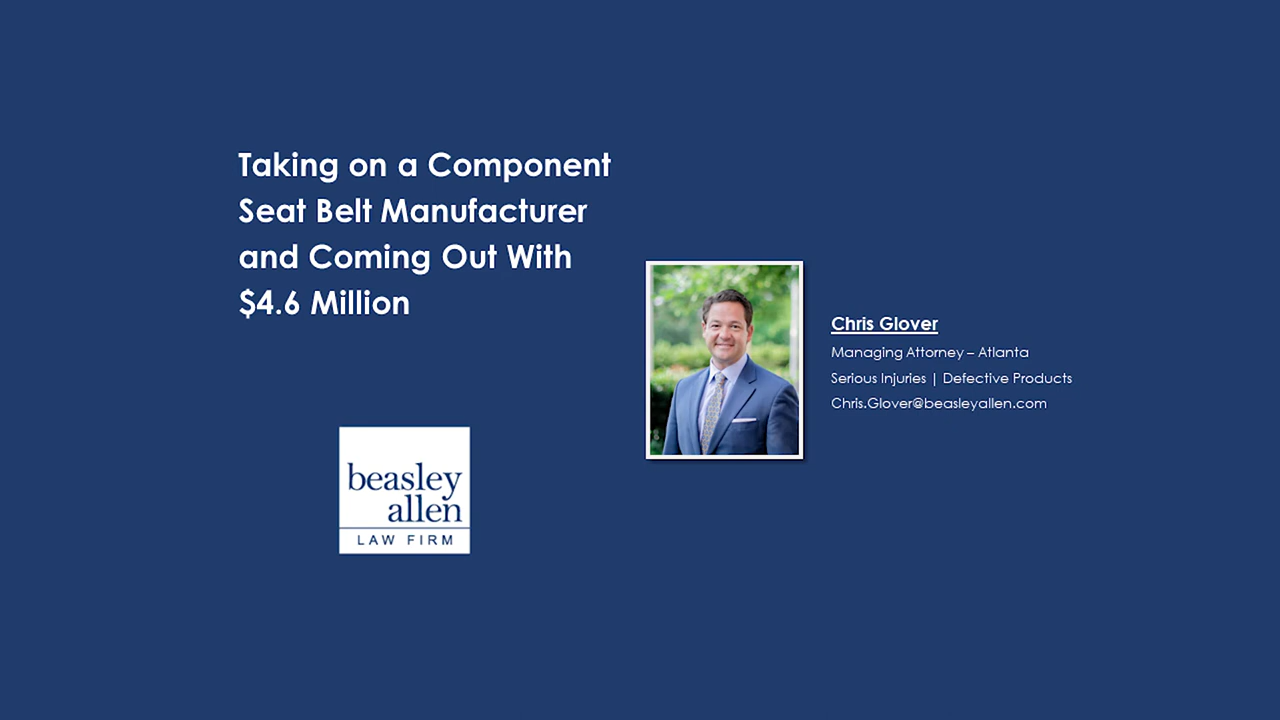 Taking on a Component
Seat Belt Manufacturer
and Coming Out With
$4.6 Million
beasley
allen
LAW FIRM
Chris Glover
Managing Attorney – Atlanta
Serious Injuries | Defective Products
Chris.Glover@beasleyallen.com